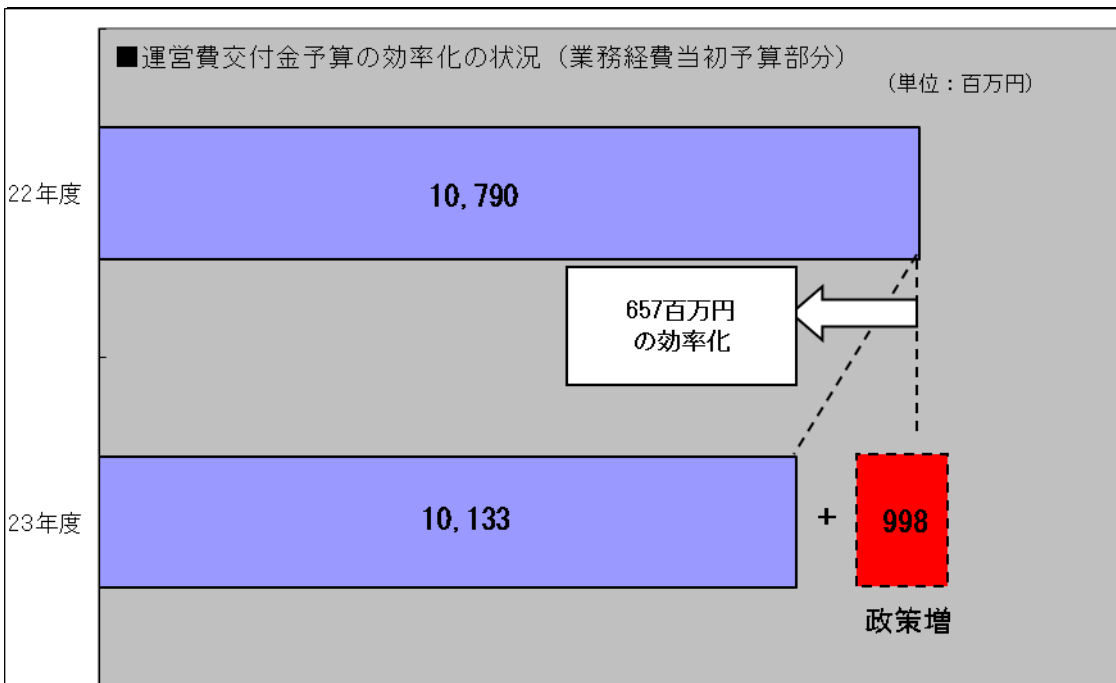 ■運営費交付金予算の効率化の状況（業務経費当初予算部分）
（単位：百万円）
22年度
10,790
657百万円
の効率化
23年度
10,133
+
998
政策増